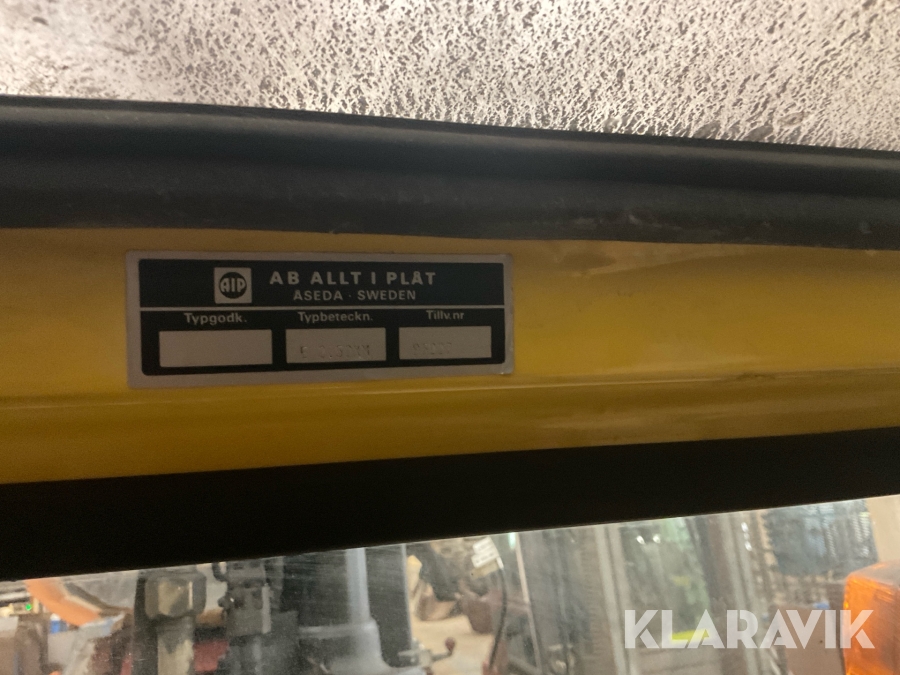 AIP AB ALLT I PLÅT
ÅSEDA · SWEDEN
Typgodk. Typbeteckn. Tillv.nr
KLARAVIK